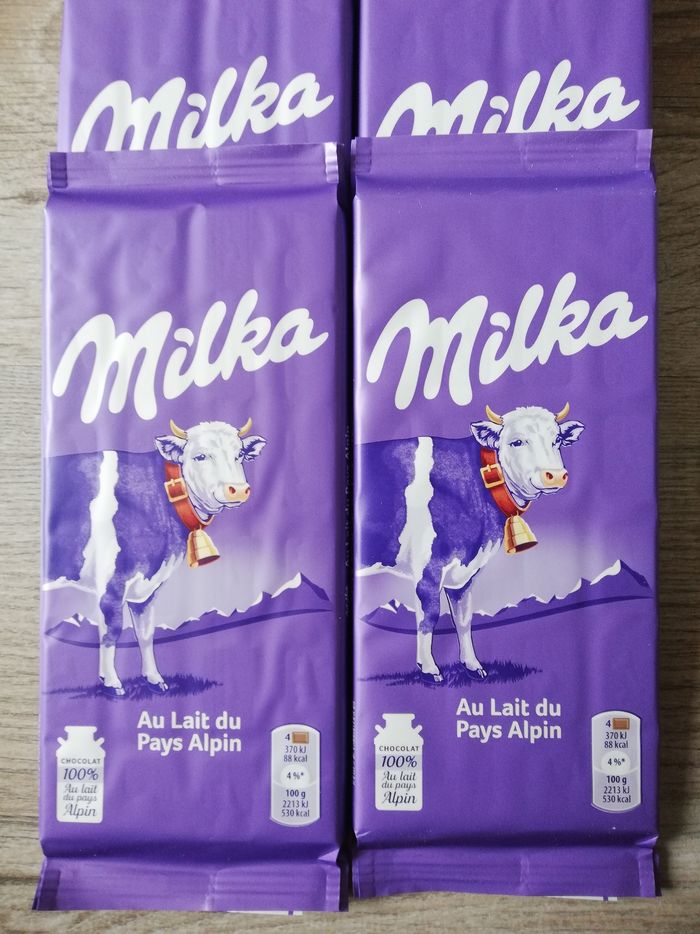 Milka
Milka
Milka
Au Lait du
Pays Alpin
CHOCOLAT
100%
Au lait
du pays
Alpin
4
370 kJ
88 kcal
4 %*
100 g
2213 kJ
530 kcal
Milka
Au Lait du
Pays Alpin
CHOCOLAT
100%
Au lait
du pays
Alpin
4
370 kJ
88 kcal
4 %*
100 g
2213 kJ
530 kcal